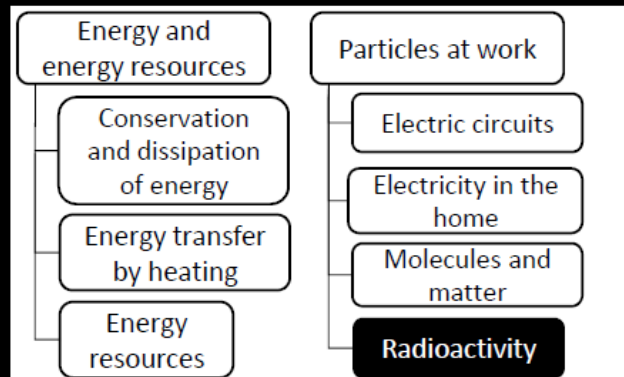 Energy and
energy resources
Conservation
and dissipation
of energy
Energy transfer
by heating
Energy
resources
Particles at work
Electric circuits
Electricity in the
home
Molecules and
matter
Radioactivity